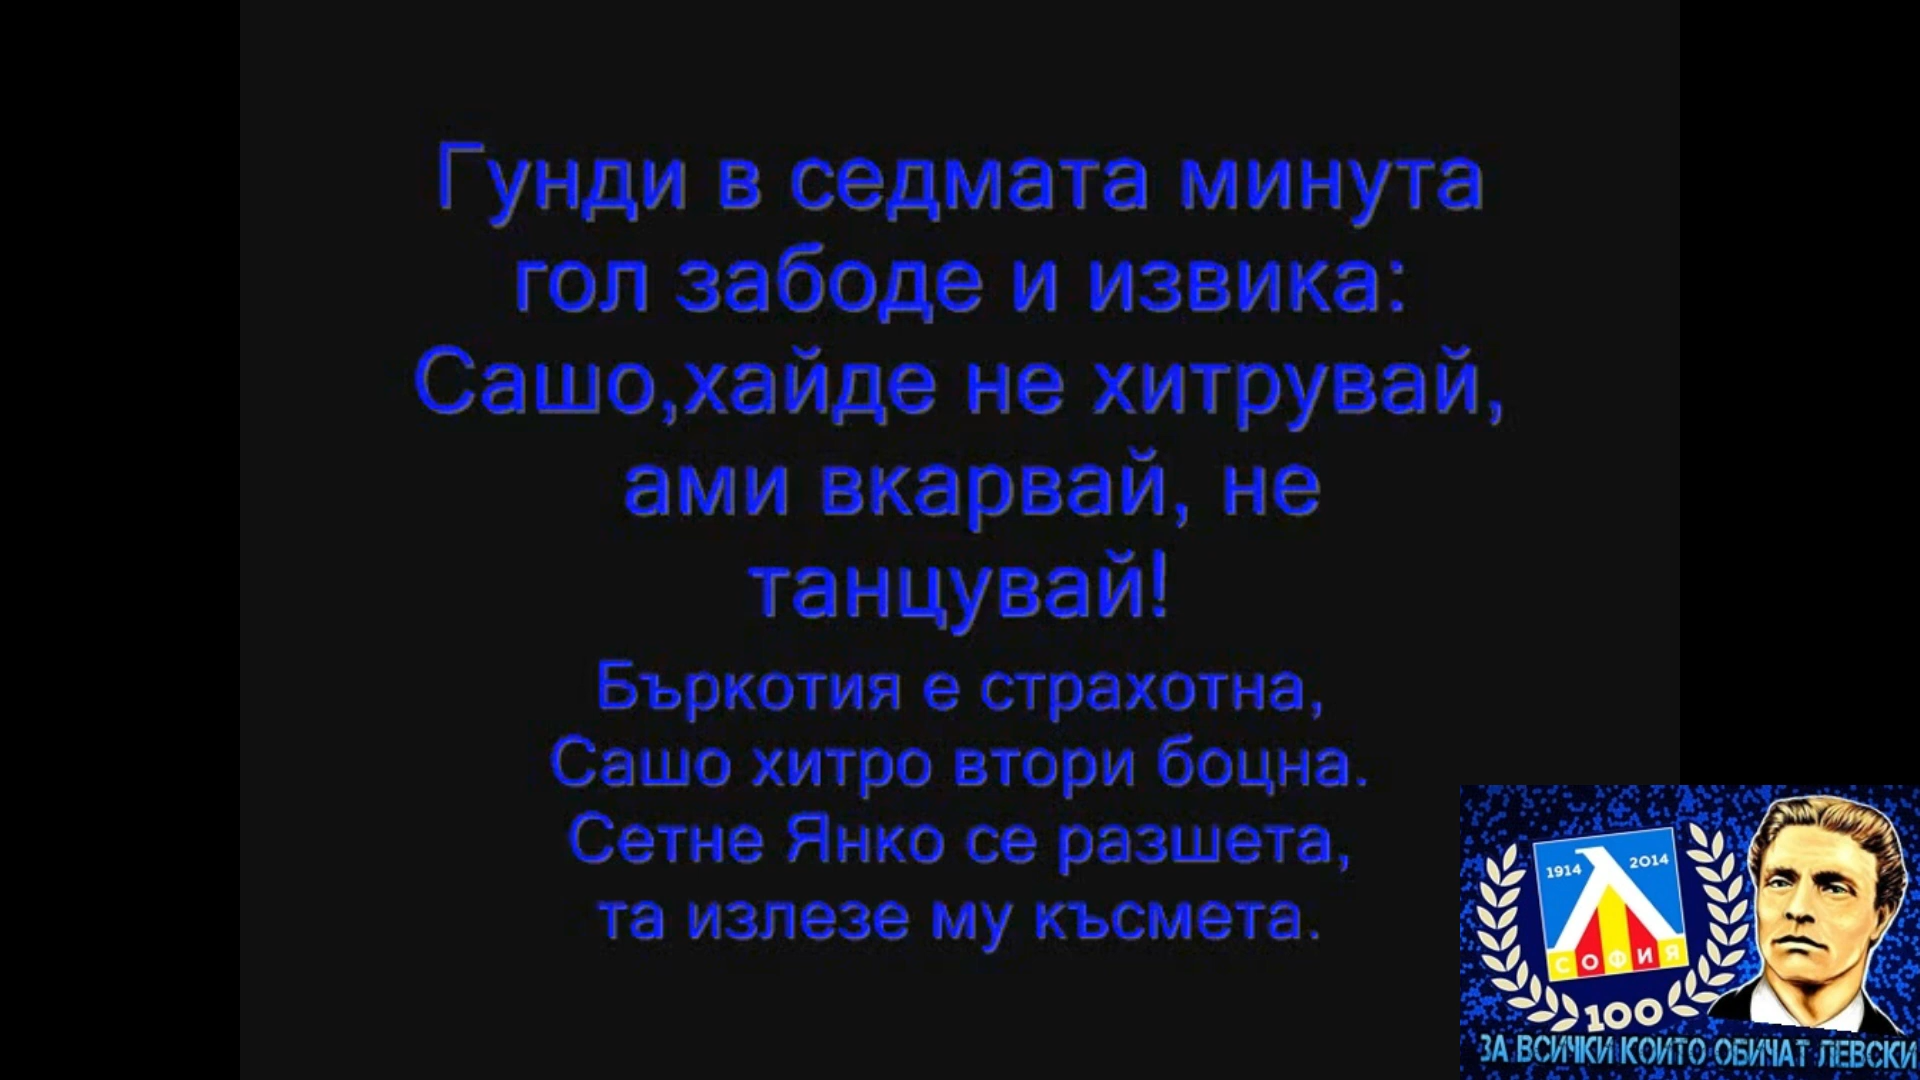 Гунди в седмата минута
гол забоде и извика:
Сашо,хайде не хитрувай,
ами вкарвай, не
танцувай!
Бъркотия е страхотна,
Сашо хитро втори боцна.
Сетне Янко се разшета,
та излезе му късмета.
1914 2014
СОФИЯ
100
ЗА ВСИЧКИ КОИТО ОБИЧАТ ЛЕВСКИ